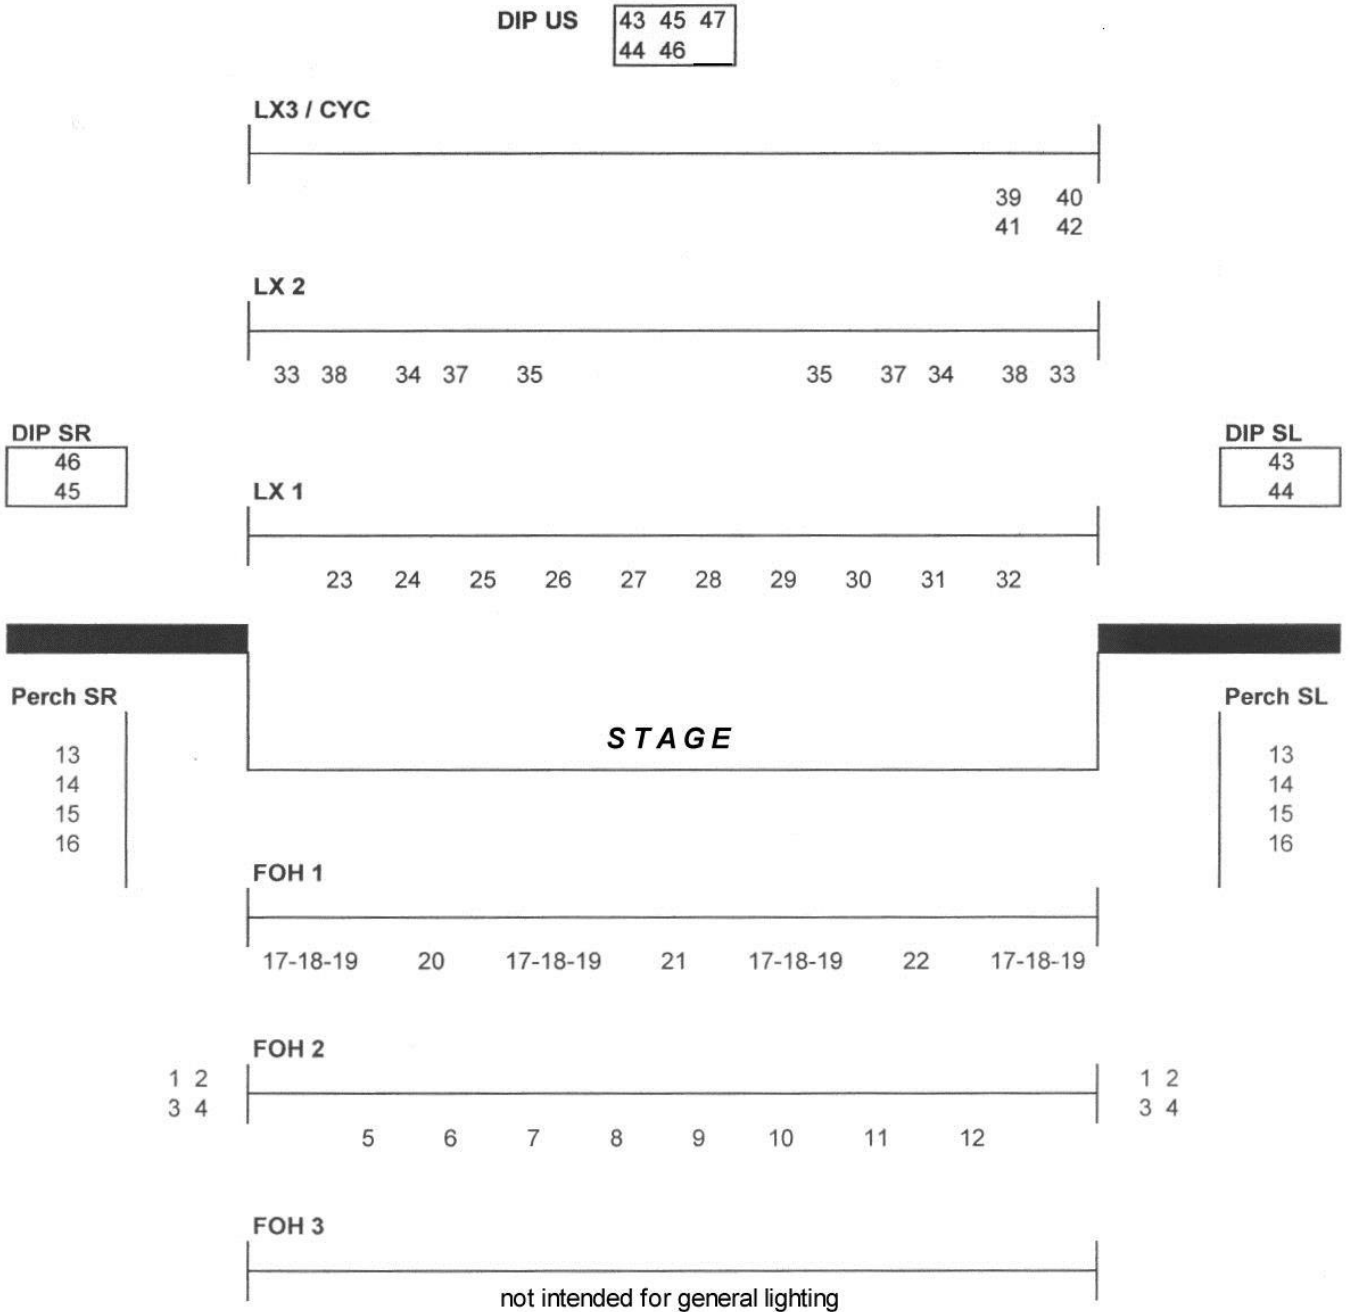 DIP US 43 45 47
44 46
LX3 / CYC
39 40
41 42
LX 2
33 38 34 37 35 35 37 34 38 33
DIP SR DIP SL
46 43
45 44
LX 1
23 24 25 26 27 28 29 30 31 32
Perch SR Perch SL
STAGE
13 13
14 14
15 15
16 16
FOH 1
17-18-19 20 17-18-19 21 17-18-19 22 17-18-19
FOH 2
1 2 1 2
3 4 3 4
5 6 7 8 9 10 11 12
FOH 3
not intended for general lighting